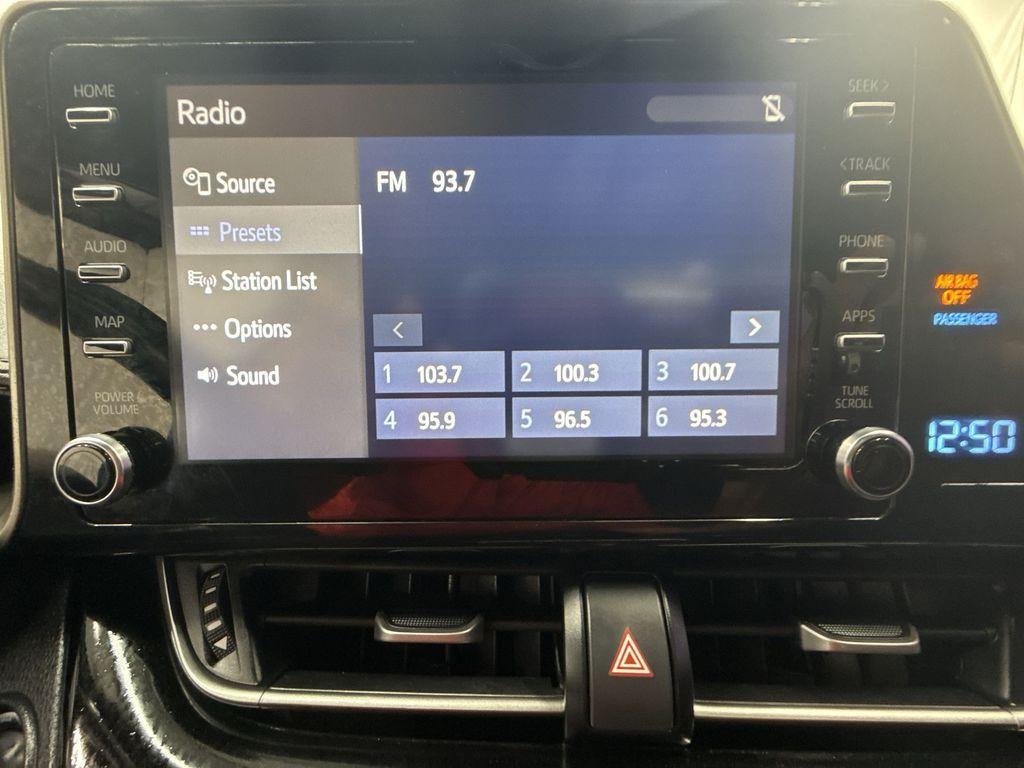 HOME
MENU
AUDIO
MAP
POWER
VOLUME
Radio
Source
Presets
Station List
Options
Sound
FM 93.7
<
>
1 103.7
2 100.3
3 100.7
4 95.9
5 96.5
6 95.3
SEEK >
< TRACK
PHONE
APPS
TUNE
SCROLL
AIRBAG
OFF
PASSENGER
12:50